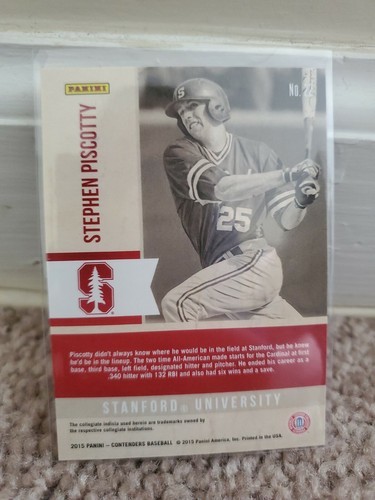 PANINI
No.
STEPHEN PISCOTTY
S
25
S
Piscotty didn't always know where he would be in the field at Stanford, but he knew
he'd be in the lineup. The two time All-American made starts for the Cardinal at first
base, third base, left field, designated hitter and pitcher. He ended his career as a
.340 hitter with 132 RBI and also had six wins and a save.
STANFORD® UNIVERSITY
The collegiate indicia used herein are trademarks owned by
the respective collegiate institutions
2015 PANINI – CONTENDERS BASEBALL © 2015 Panini America, Inc. Printed in the USA.